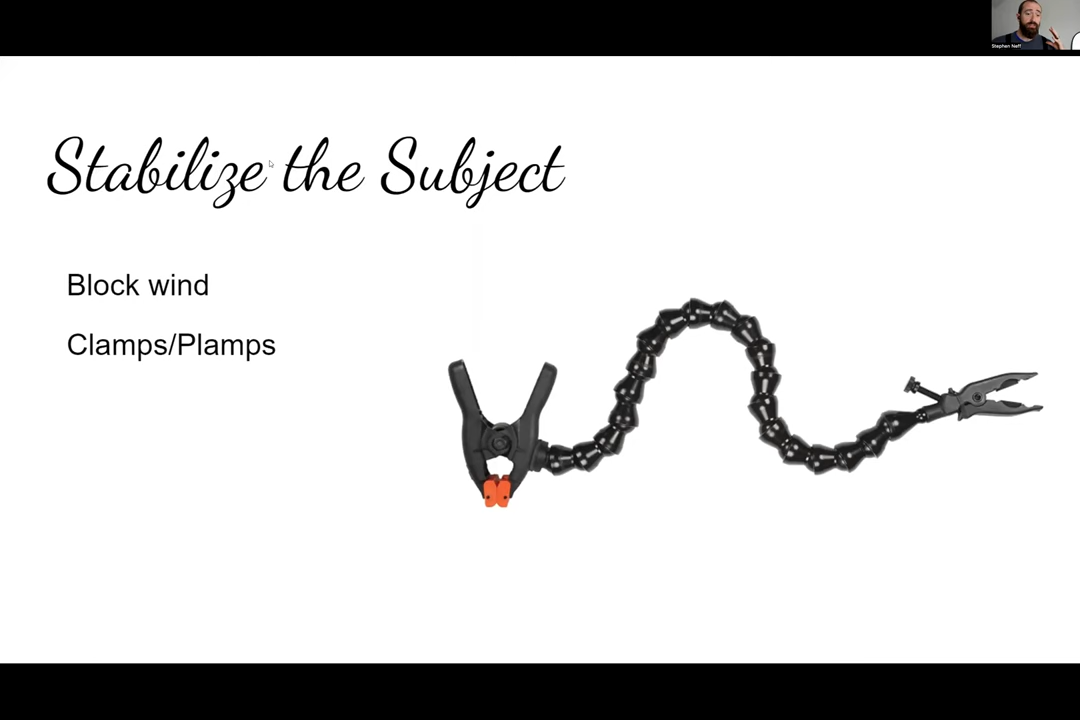 Stephen Neff
Stabilize the Subject
Block wind
Clamps/Plamps